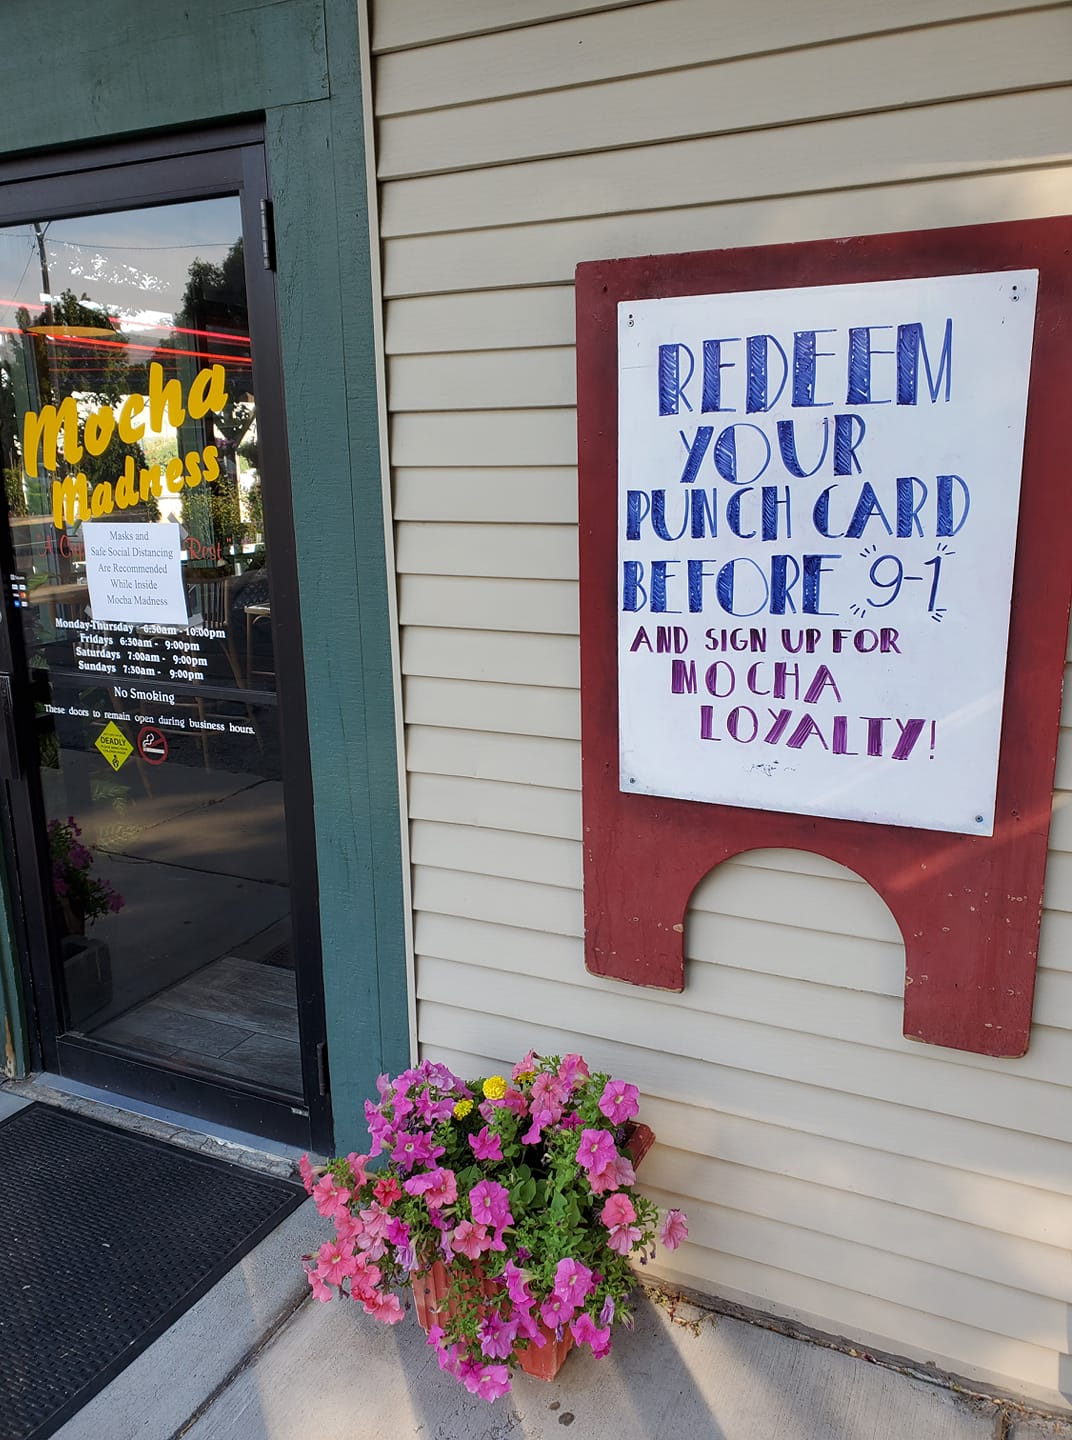 Mocha
Madness
"A
Rest"
Masks and
Safe Social Distancing
Are Recommended
While Inside
Mocha Madness
Monday-Thursday 6:30am - 10:00pm
Fridays 6:30am - 9:00pm
Saturdays 7:00am - 9:00pm
Sundays 7:30am - 9:00pm
No Smoking
These doors to remain open during business hours.
DEADLY
REDEEM
YOUR
PUNCH CARD
BEFORE 9-1
AND SIGN UP FOR
MOCHA
LOYALTY!